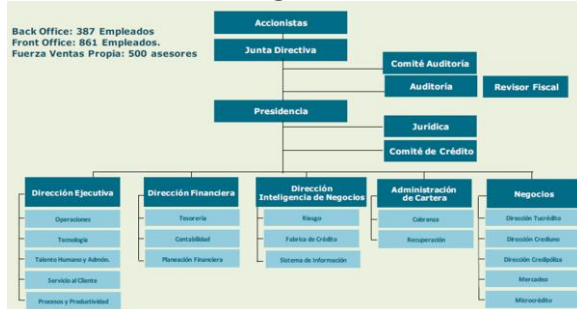 Back Office: 387 Empleados
Front Office: 861 Empleados.
Fuerza Ventas Propia: 500 asesores
Accionistas
Junta Directiva
Comité Auditoría
Auditoría
Revisor Fiscal
Presidencia
Jurídica
Comité de Crédito
Dirección Ejecutiva
Operaciones
Tecnología
Talento Humano y Admón.
Servicio al Cliente
Procesos y Productividad
Dirección Financiera
Tesorería
Contabilidad
Planeación Financiera
Dirección
Inteligencia de Negocios
Riesgo
Fabrica de Crédito
Sistema de Información
Administración
de Cartera
Cobranza
Recuperación
Negocios
Dirección Tucrédito
Dirección Crediuno
Dirección Credipóliza
Mercadeo
Microcrédito